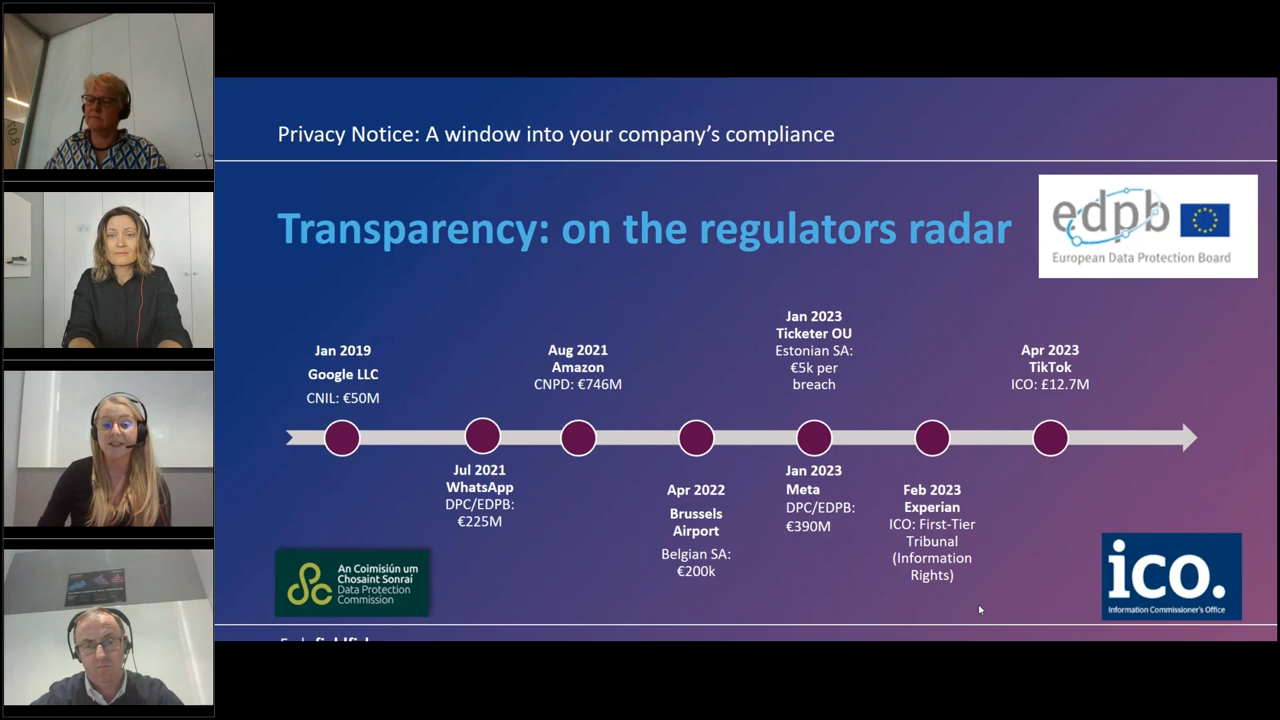 Privacy Notice: A window into your company's compliance
Transparency: on the regulators radar
edpb
European Data Protection Board
Jan 2019
Google LLC
CNIL: €50M
Jul 2021
WhatsApp
DPC/EDPB:
€225M
Aug 2021
Amazon
CNPD: €746M
Apr 2022
Brussels
Airport
Belgian SA:
€200k
Jan 2023
Ticketer OU
Estonian SA:
€5k per
breach
Jan 2023
Meta
DPC/EDPB:
€390M
Feb 2023
Experian
ICO: First-Tier
Tribunal
(Information
Rights)
Apr 2023
TikTok
ICO: £12.7M
An Coimisiún um
Chosaint Sonraí
Data Protection
Commission
ico.
Information Commissioner's Office